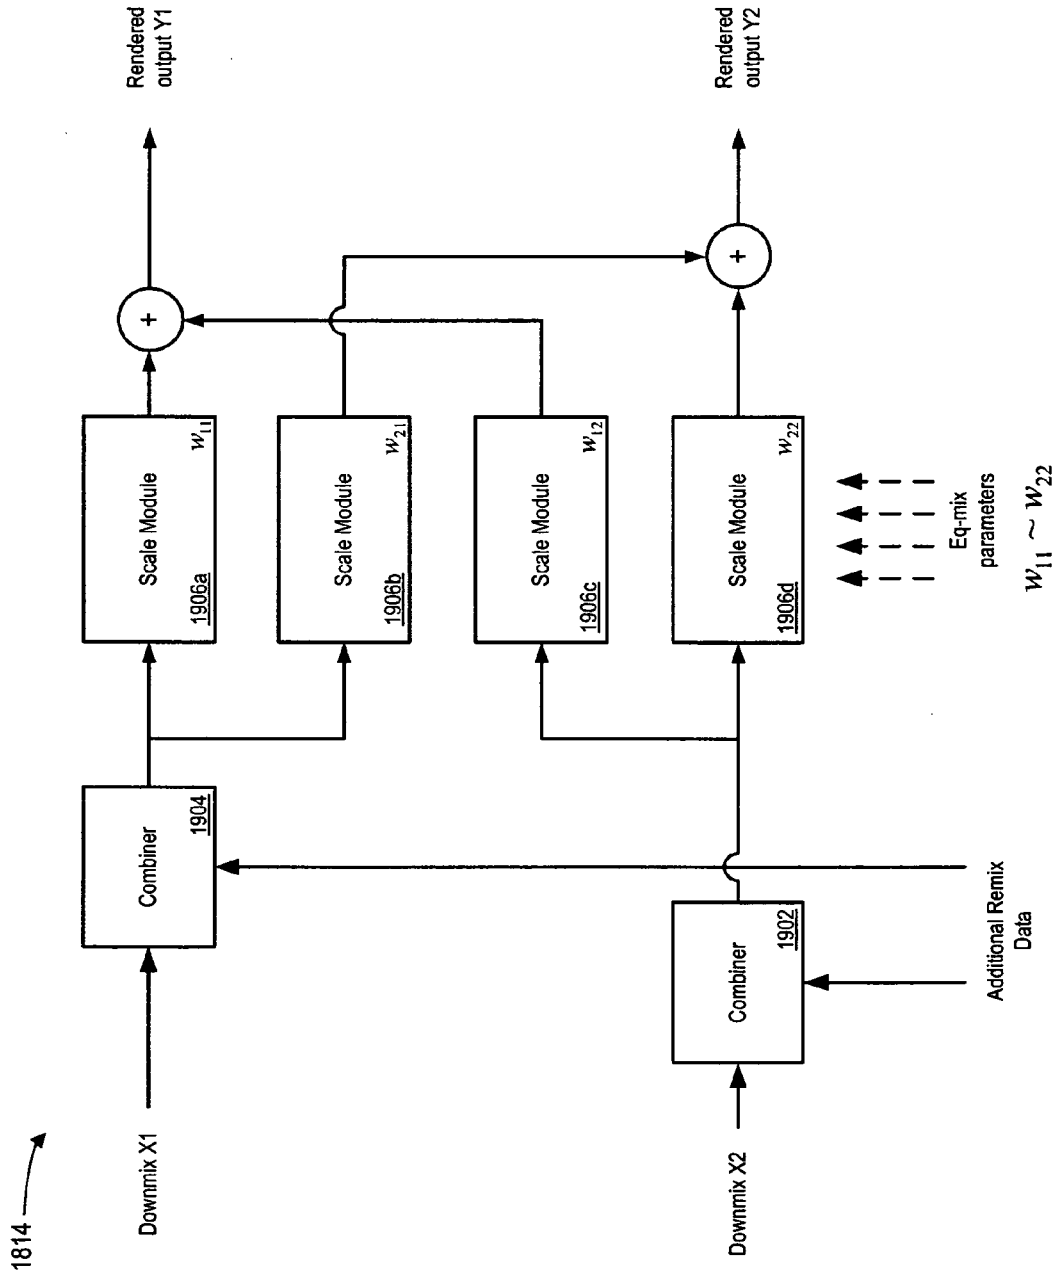 1814
Downmix X1
Combiner
1904
Scale Module
1906a
w11
+
Rendered
output Y1
Scale Module
1906b
w21
Scale Module
1906c
w12
Downmix X2
Combiner
1902
Scale Module
1906d
w22
+
Rendered
output Y2
Additional Remix
Data
Eq-mix
parameters
w11 ~ w22